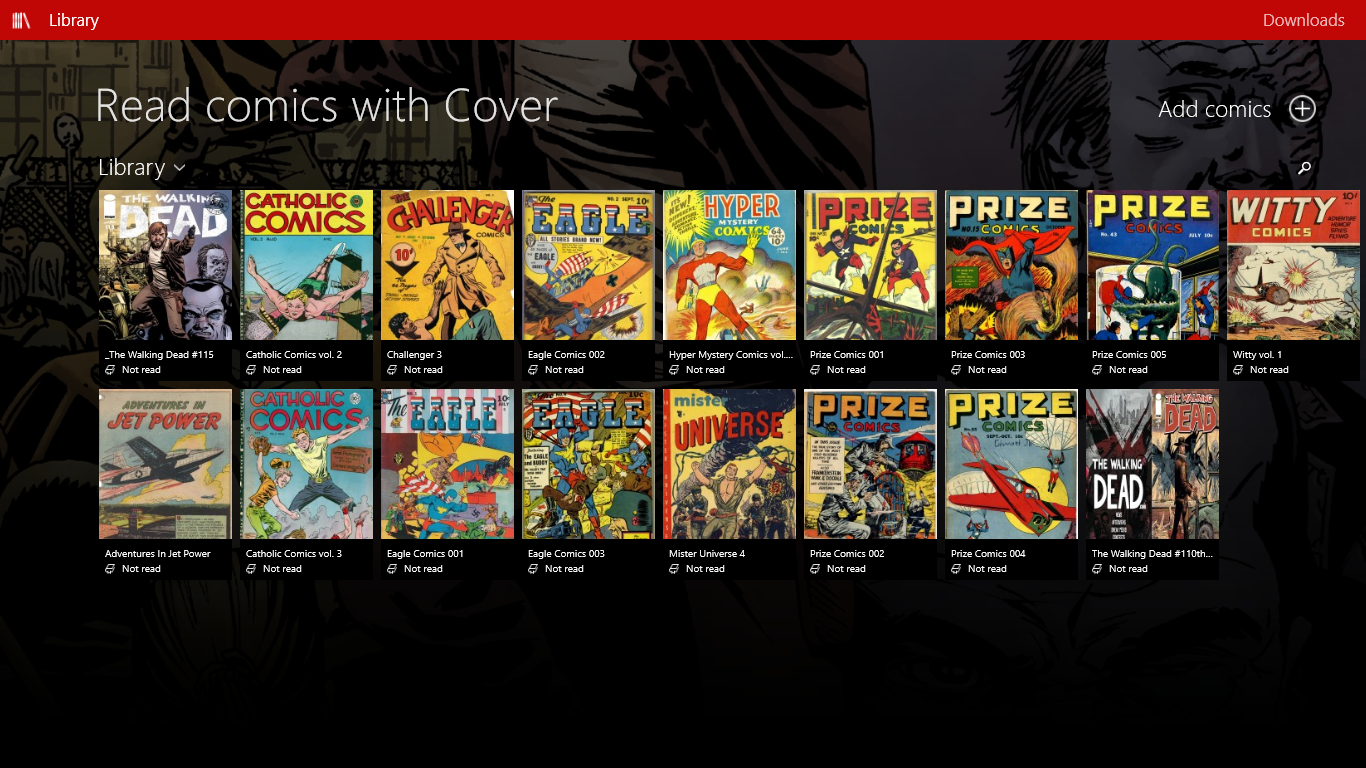 Library
Downloads
Read comics with Cover
Add comics
Library
THE WALKING
DEAD
CATHOLIC
COMICS
The
CHALLENGER
COMICS
10¢
The
EAGLE
HYPER
MYSTERY
COMICS
PRIZE
COMICS
PRIZE
COMICS
PRIZE
COMICS
WITTY
COMICS
_The Walking Dead #115
Not read
Catholic Comics vol. 2
Not read
Challenger 3
Not read
Eagle Comics 002
Not read
Hyper Mystery Comics vol....
Not read
Prize Comics 001
Not read
Prize Comics 003
Not read
Prize Comics 005
Not read
Witty vol. 1
Not read
ADVENTURES IN
JET POWER
CATHOLIC
COMICS
The
EAGLE
The
EAGLE
mister
UNIVERSE
PRIZE
COMICS
PRIZE
COMICS
THE WALKING
DEAD
THE WALKING
DEAD
Adventures In Jet Power
Not read
Catholic Comics vol. 3
Not read
Eagle Comics 001
Not read
Eagle Comics 003
Not read
Mister Universe 4
Not read
Prize Comics 002
Not read
Prize Comics 004
Not read
The Walking Dead #110th...
Not read